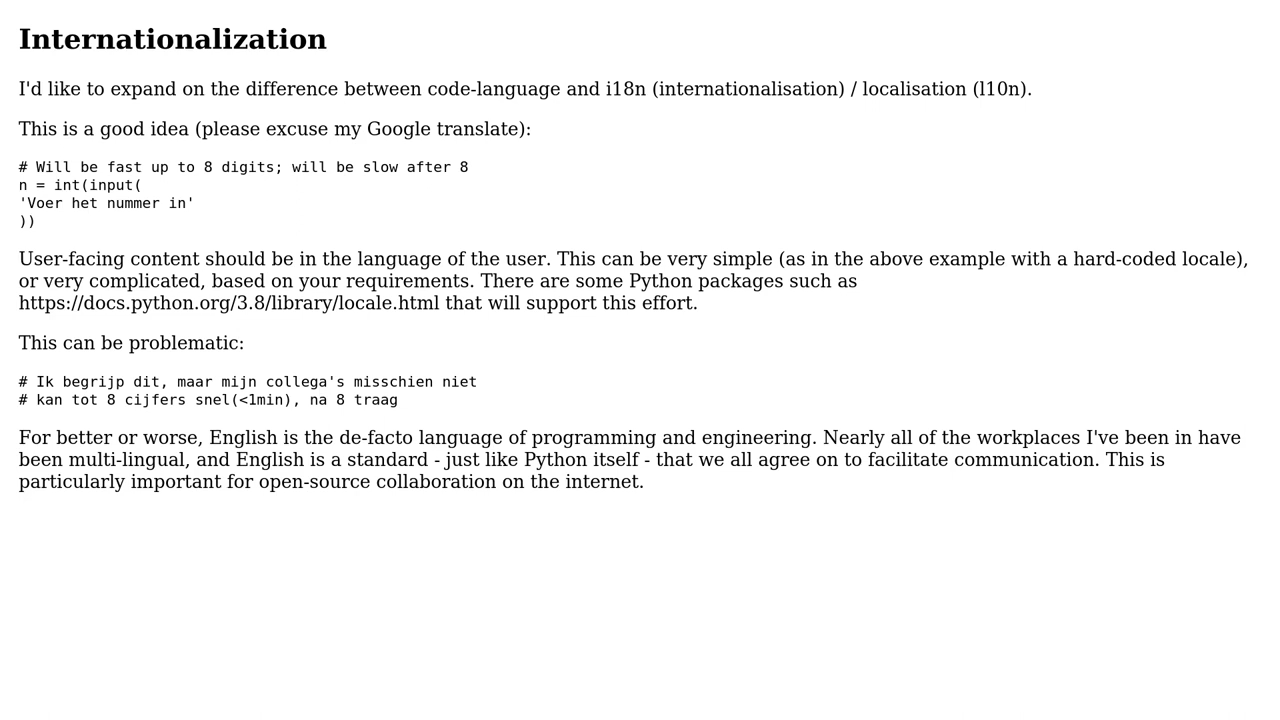 Internationalization
I'd like to expand on the difference between code-language and i18n (internationalisation) / localisation (l10n).
This is a good idea (please excuse my Google translate):
# Will be fast up to 8 digits; will be slow after 8
n = int(input(
'Voer het nummer in'
))
User-facing content should be in the language of the user. This can be very simple (as in the above example with a hard-coded locale),
or very complicated, based on your requirements. There are some Python packages such as
https://docs.python.org/3.8/library/locale.html that will support this effort.
This can be problematic:
# Ik begrijp dit, maar mijn collega's misschien niet
# kan tot 8 cijfers snel(<1min), na 8 traag
For better or worse, English is the de-facto language of programming and engineering. Nearly all of the workplaces I've been in have
been multi-lingual, and English is a standard - just like Python itself - that we all agree on to facilitate communication. This is
particularly important for open-source collaboration on the internet.